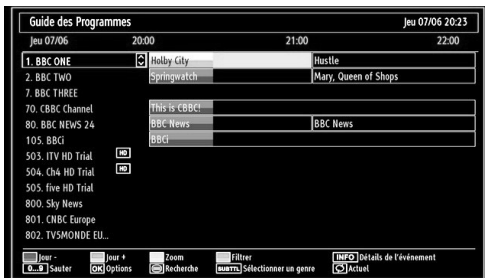 Guide des Programmes Jeu 07/06 20:23
Jeu 07/06 20:00 21:00 22:00
1. BBC ONE Holby City Hustle
2. BBC TWO Springwatch Mary, Queen of Shops
7. BBC THREE
70. CBBC Channel This is CBBC!
80. BBC NEWS 24 BBC News BBC News
105. BBCi BBCi
503. ITV HD Trial HD
504. Ch4 HD Trial HD
505. five HD Trial
800. Sky News
801. CNBC Europe
802. TV5MONDE EU...
Jour - Jour + Zoom Filtrer INFO Détails de l'événement
0...9 Sauter OK Options Recherche SUBTTL Sélectionner un genre Actuel